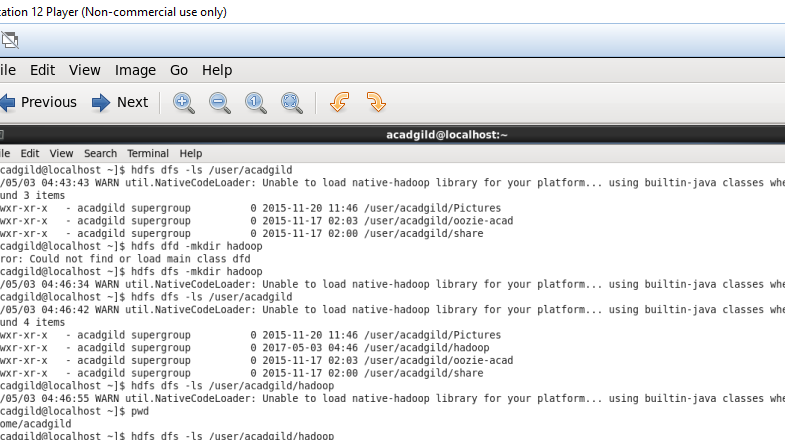 ation 12 Player (Non-commercial use only)
ile Edit View Image Go Help
Previous Next
acadgild@localhost:~
le Edit View Search Terminal Help
cadgild@localhost ~]$ hdfs dfs -ls /user/acadgild
/05/03 04:43:43 WARN util.NativeCodeLoader: Unable to load native-hadoop library for your platform... using builtin-java classes whe
und 3 items
wxr-xr-x - acadgild supergroup 0 2015-11-20 11:46 /user/acadgild/Pictures
wxr-xr-x - acadgild supergroup 0 2015-11-17 02:03 /user/acadgild/oozie-acad
wxr-xr-x - acadgild supergroup 0 2015-11-17 02:00 /user/acadgild/share
cadgild@localhost ~]$ hdfs dfd -mkdir hadoop
ror: Could not find or load main class dfd
cadgild@localhost ~]$ hdfs dfs -mkdir hadoop
/05/03 04:46:34 WARN util.NativeCodeLoader: Unable to load native-hadoop library for your platform... using builtin-java classes whe
cadgild@localhost ~]$ hdfs dfs -ls /user/acadgild
/05/03 04:46:42 WARN util.NativeCodeLoader: Unable to load native-hadoop library for your platform... using builtin-java classes whe
und 4 items
wxr-xr-x - acadgild supergroup 0 2015-11-20 11:46 /user/acadgild/Pictures
wxr-xr-x - acadgild supergroup 0 2017-05-03 04:46 /user/acadgild/hadoop
wxr-xr-x - acadgild supergroup 0 2015-11-17 02:03 /user/acadgild/oozie-acad
wxr-xr-x - acadgild supergroup 0 2015-11-17 02:00 /user/acadgild/share
cadgild@localhost ~]$ hdfs dfs -ls /user/acadgild/hadoop
/05/03 04:46:55 WARN util.NativeCodeLoader: Unable to load native-hadoop library for your platform... using builtin-java classes whe
cadgild@localhost ~]$ pwd
ome/acadgild
cadgild@localhost ~]$ hdfs dfs -ls /user/acadgild/hadoop